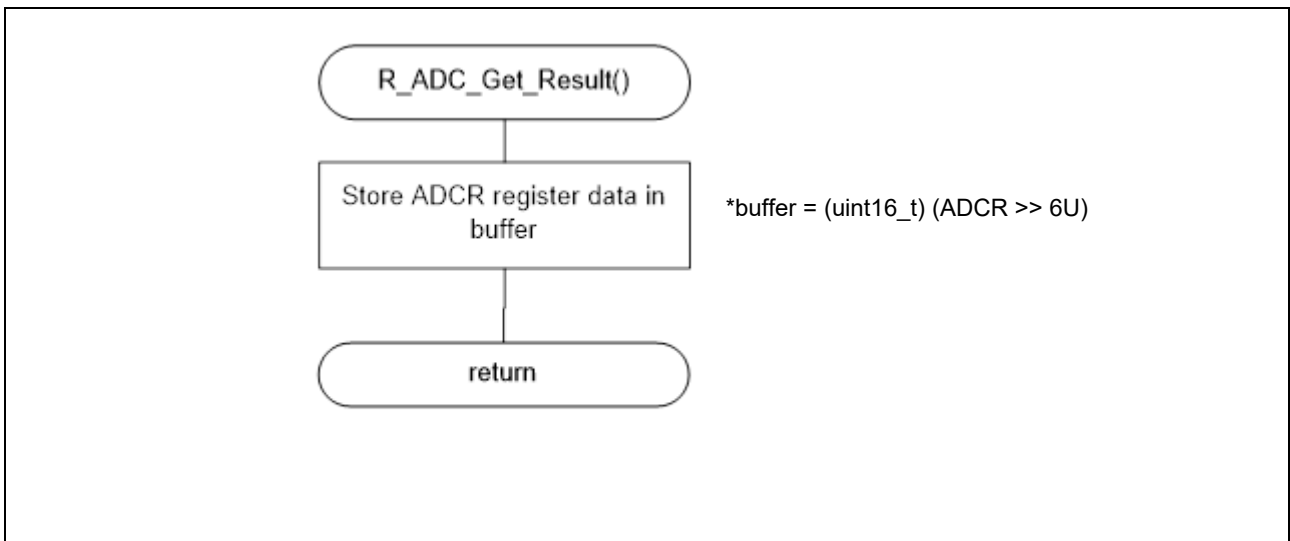 R_ADC_Get_Result()
Store ADCR register data in
buffer
*buffer = (uint16_t) (ADCR >> 6U)
return